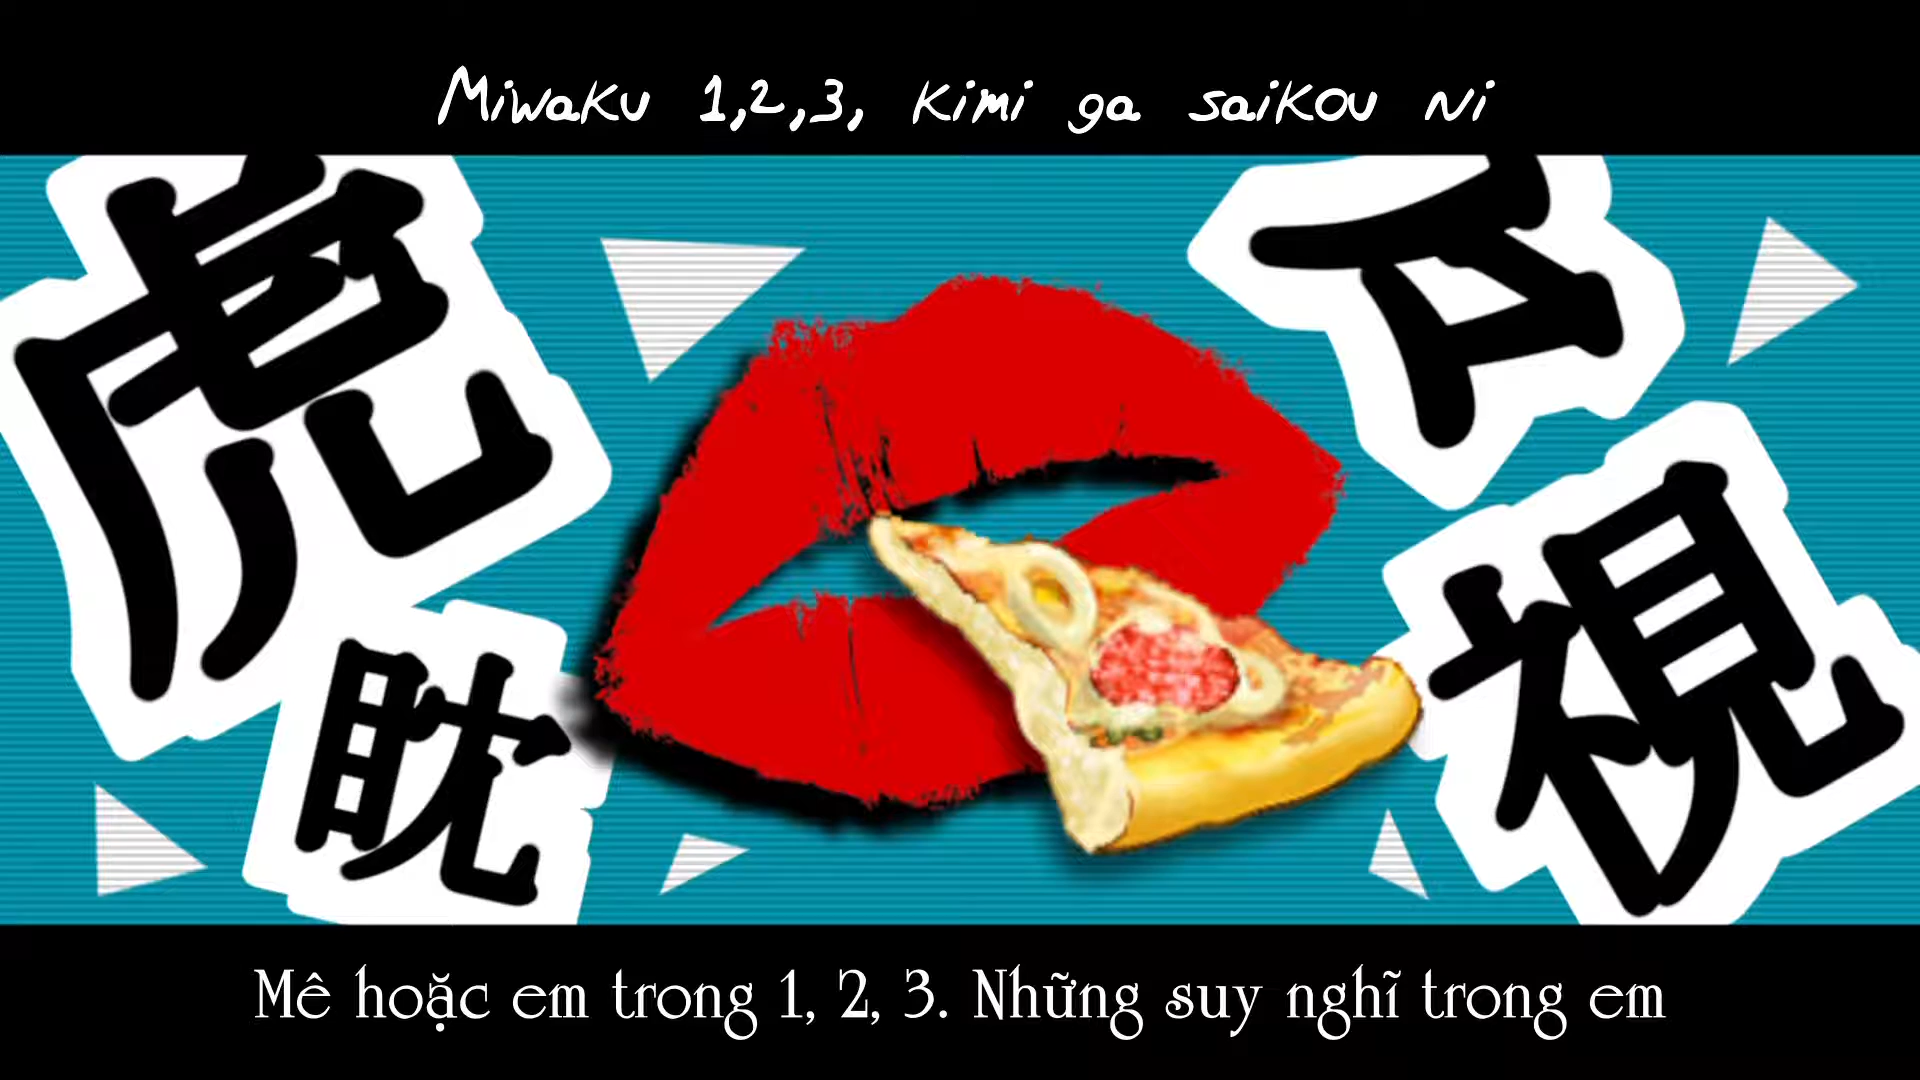 Miwaku 1,2,3, kimi ga saikou ni
虎
視
眈
Mê hoặc em trong 1, 2, 3. Những suy nghĩ trong em